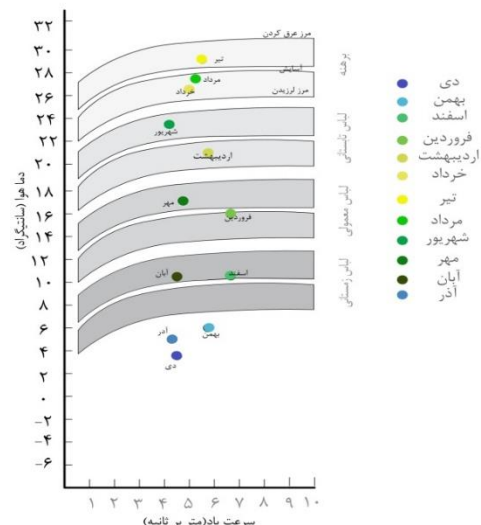 ۳۲
۳۰
۲۸
۲۶
۲۴
۲۲
۲۰
۱۸
۱۶
۱۴
۱۲
۱۰
۶
۴
۲
۰
-۲
-۴
-۶
دما هوا (سانتیگراد)
مرز عرق کردن
تیر
آسایش
مرداد
خرداد
مرز لرزیدن
شهریور
اردیبهشت
مهر
فروردین
آبان
اسفند
بهمن
آذر
دی
برهنه
لباس تابستانی
لباس معمولی
لباس زمستانی
دی
بهمن
اسفند
فروردین
اردیبهشت
خرداد
تیر
مرداد
شهریور
مهر
آبان
آذر
۱ ۲ ۳ ۴ ۵ ۶ ۷ ۸ ۹ ۱۰
سرعت باد(متر بر ثانیه)